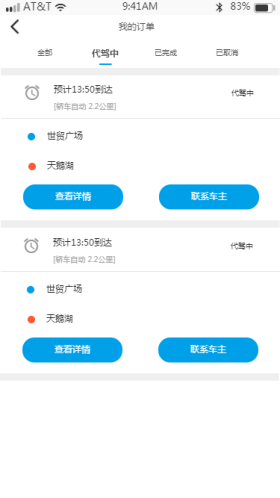 AT&T 9:41AM 83%
我的订单
全部 代驾中 已完成 已取消
预计13:50到达 代驾中
[轿车自动 2.2公里]
世贸广场
天鹅湖
查看详情 联系车主
预计13:50到达 代驾中
[轿车自动 2.2公里]
世贸广场
天鹅湖
查看详情 联系车主